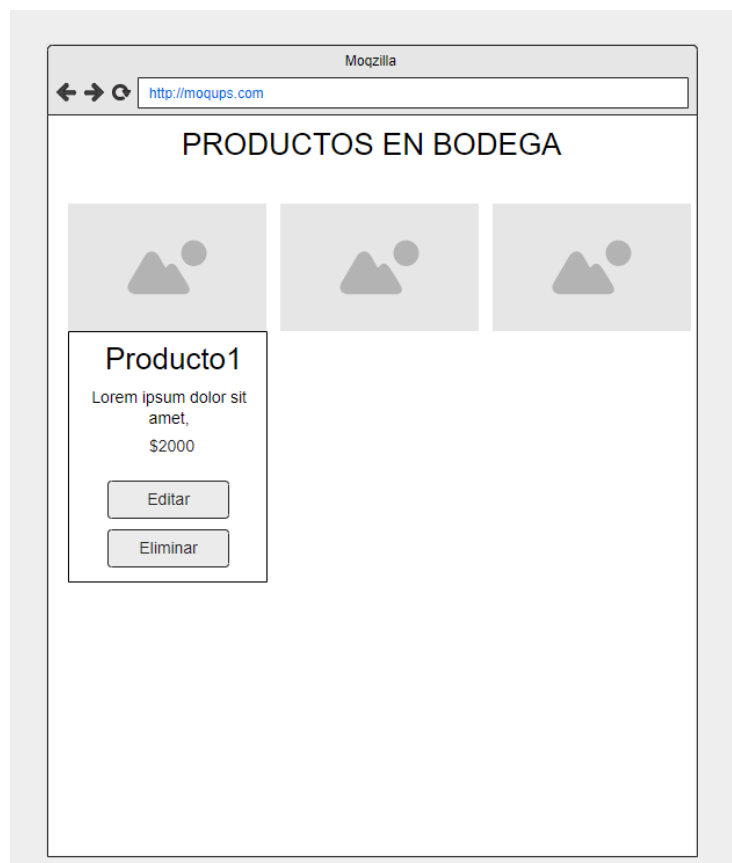 Moqzilla
http://moqups.com
PRODUCTOS EN BODEGA
Producto1
Lorem ipsum dolor sit
amet,
$2000
Editar
Eliminar